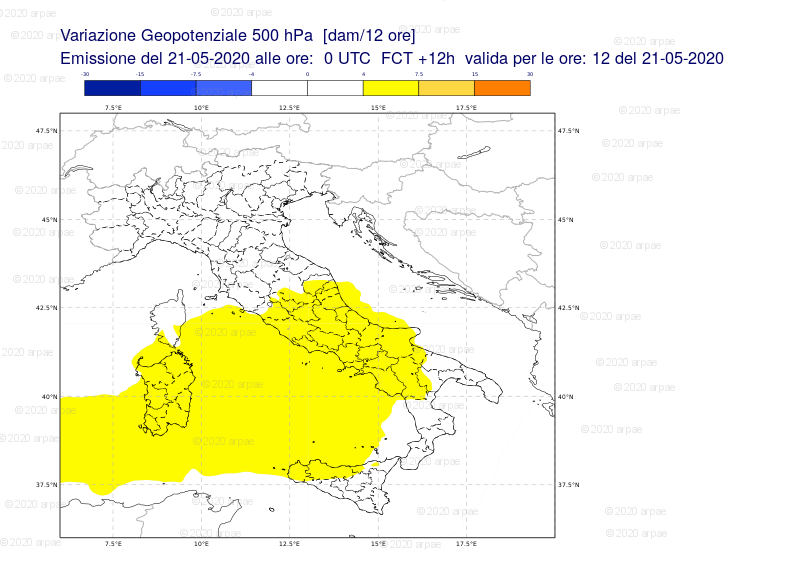 Variazione Geopotenziale 500 hPa [dam/12 ore]
Emissione del 21-05-2020 alle ore: 0 UTC FCT +12h valida per le ore: 12 del 21-05-2020
-30 -15 -7.5 -4 0 4 7.5 15 30
7.5°E 10°E 12.5°E 15°E 17.5°E
47.5°N 47.5°N
45°N 45°N
42.5°N 42.5°N
40°N 40°N
37.5°N 37.5°N
7.5°E 10°E 12.5°E 15°E 17.5°E
©2020 arpae